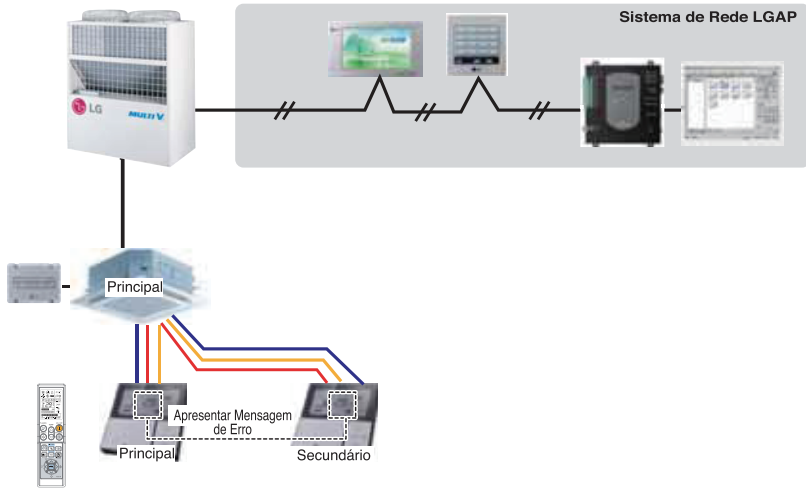 Sistema de Rede LGAP
LG
MULTI V
Principal
Apresentar Mensagem
de Erro
Principal
Secundário